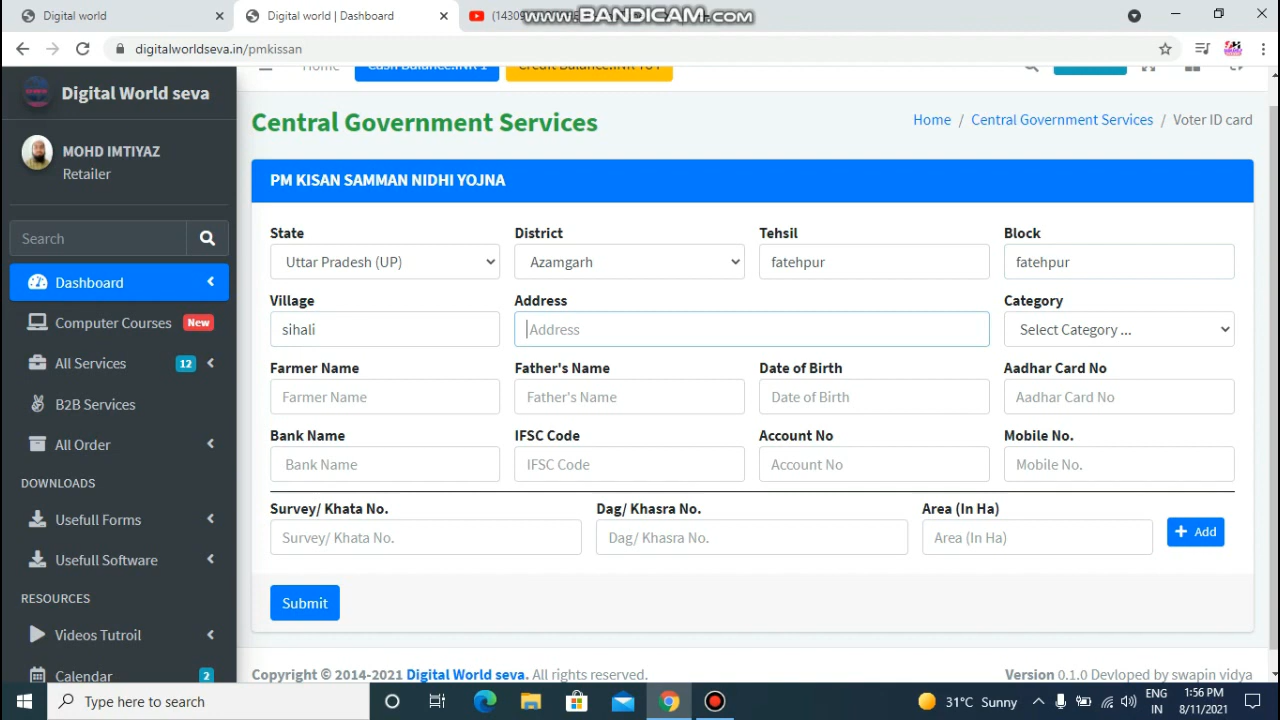 Digital world
Digital world | Dashboard
(14309
www.BANDICAM.com
digitalworldseva.in/pmkissan
Digital World seva
Home
Cash Balance:INR 1
MOHD IMTIYAZ
Retailer
Search
Dashboard
Computer Courses New
All Services 12
B2B Services
All Order
DOWNLOADS
Usefull Forms
Usefull Software
RESOURCES
Videos Tutroil
Calendar 2
Central Government Services
Home / Central Government Services / Voter ID card
PM KISAN SAMMAN NIDHI YOJNA
State District Tehsil Block
Uttar Pradesh (UP) Azamgarh fatehpur fatehpur
Village Address Category
sihali Address Select Category ...
Farmer Name Father's Name Date of Birth Aadhar Card No
Farmer Name Father's Name Date of Birth Aadhar Card No
Bank Name IFSC Code Account No Mobile No.
Bank Name IFSC Code Account No Mobile No.
Survey/ Khata No. Dag/ Khasra No. Area (In Ha)
Survey/ Khata No. Dag/ Khasra No. Area (In Ha) + Add
Submit
Copyright © 2014-2021 Digital World seva. All rights reserved. Version 0.1.0 Devloped by swapin vidya
Type here to search
31°C Sunny
ENG
IN
1:56 PM
8/11/2021